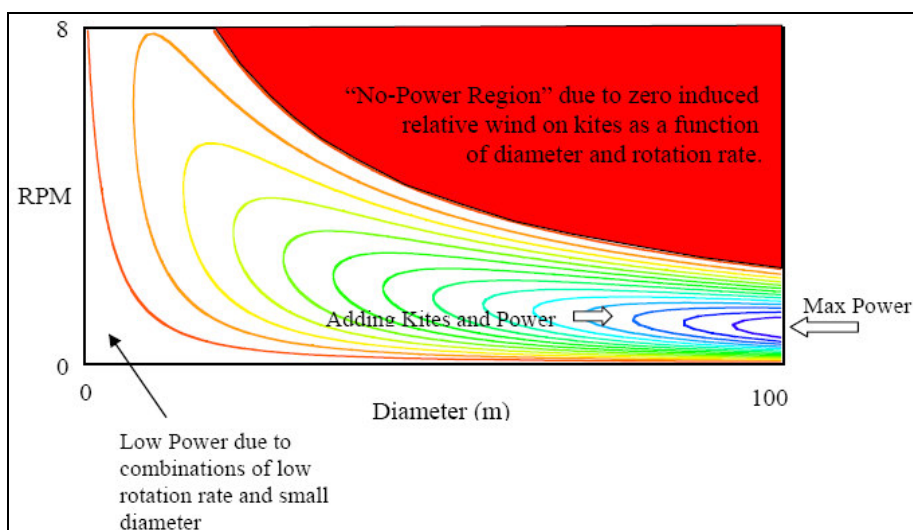 8
“No-Power Region” due to zero induced
relative wind on kites as a function
of diameter and rotation rate.
RPM
Adding Kites and Power
Max Power
0
0
100
Diameter (m)
Low Power due to
combinations of low
rotation rate and small
diameter